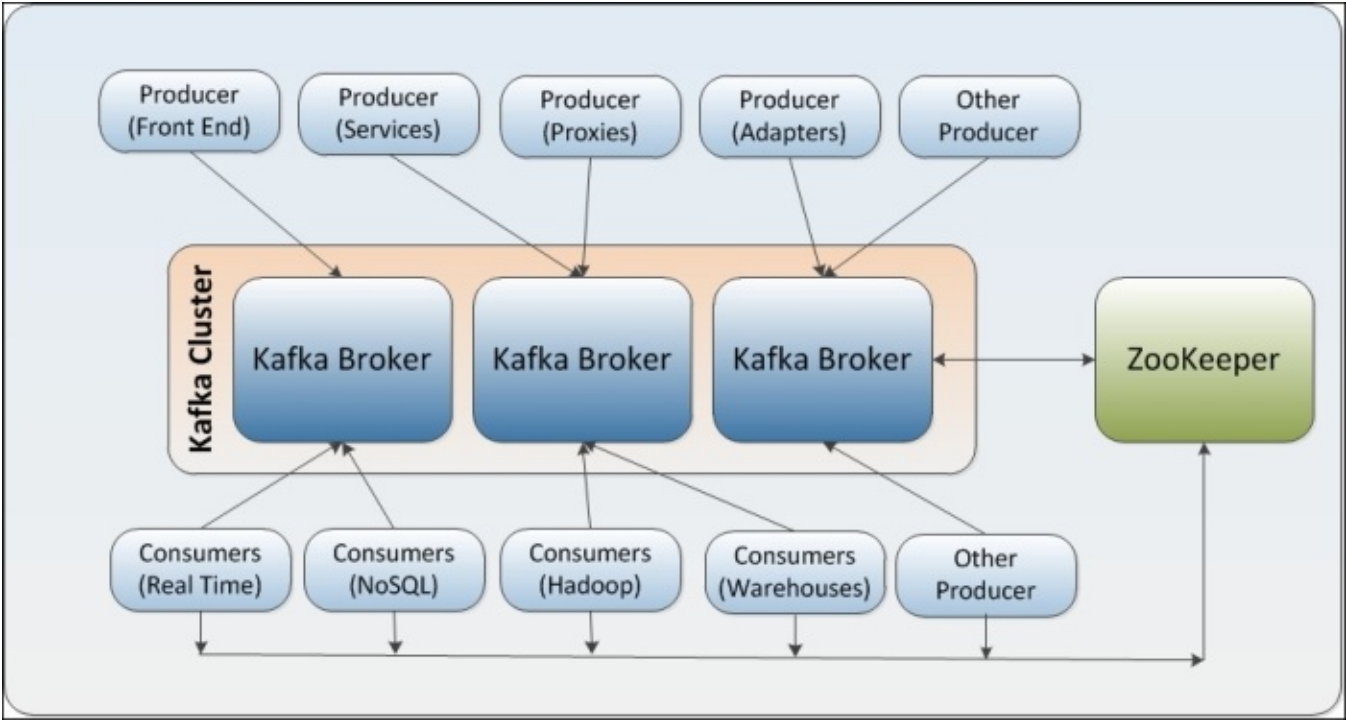 Producer
(Front End)
Producer
(Services)
Producer
(Proxies)
Producer
(Adapters)
Other
Producer
Kafka Cluster
Kafka Broker
Kafka Broker
Kafka Broker
ZooKeeper
Consumers
(Real Time)
Consumers
(NoSQL)
Consumers
(Hadoop)
Consumers
(Warehouses)
Other
Producer